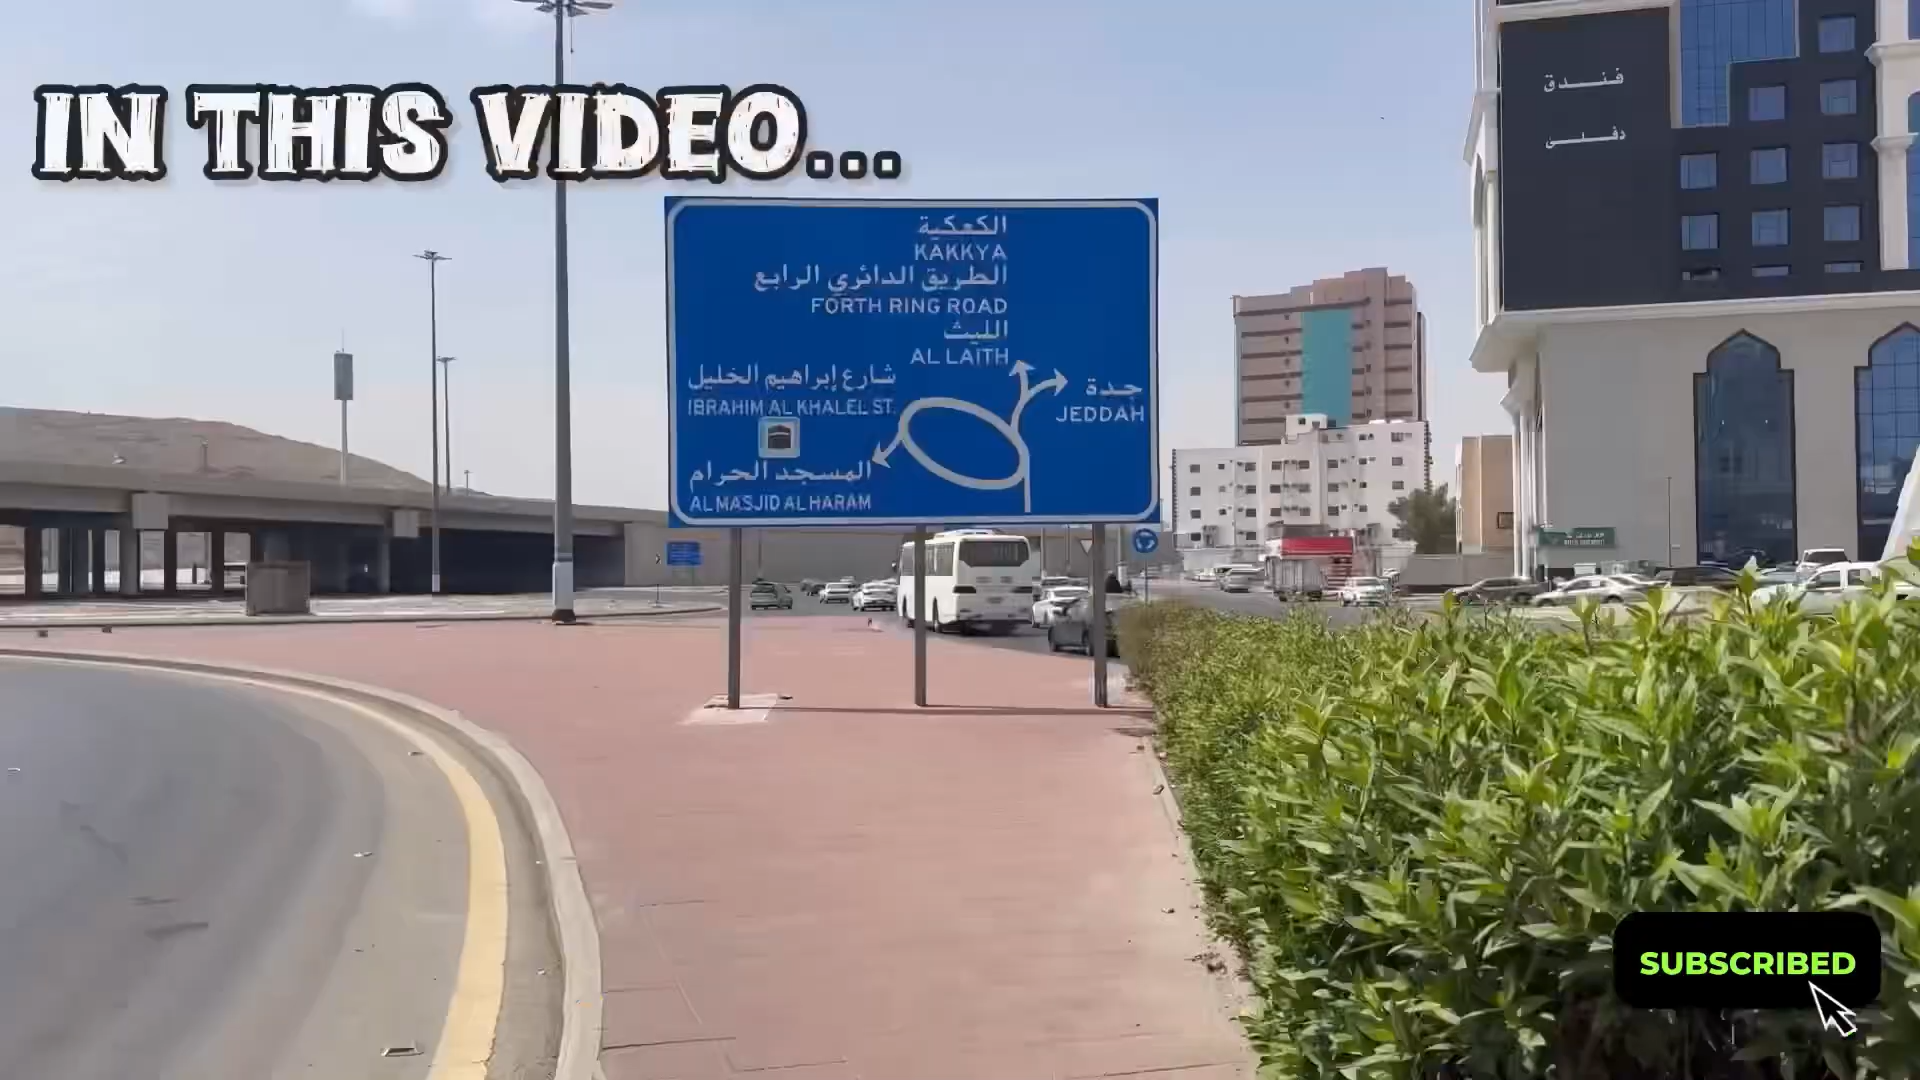 IN THIS VIDEO...
فندق
دفلى
الكعكية
KAKKYA
الطريق الدائري الرابع
FORTH RING ROAD
الليث
AL LAITH
شارع إبراهيم الخليل
IBRAHIM AL KHALEL ST.
جدة
JEDDAH
المسجد الحرام
AL MASJID AL HARAM
SUBSCRIBED